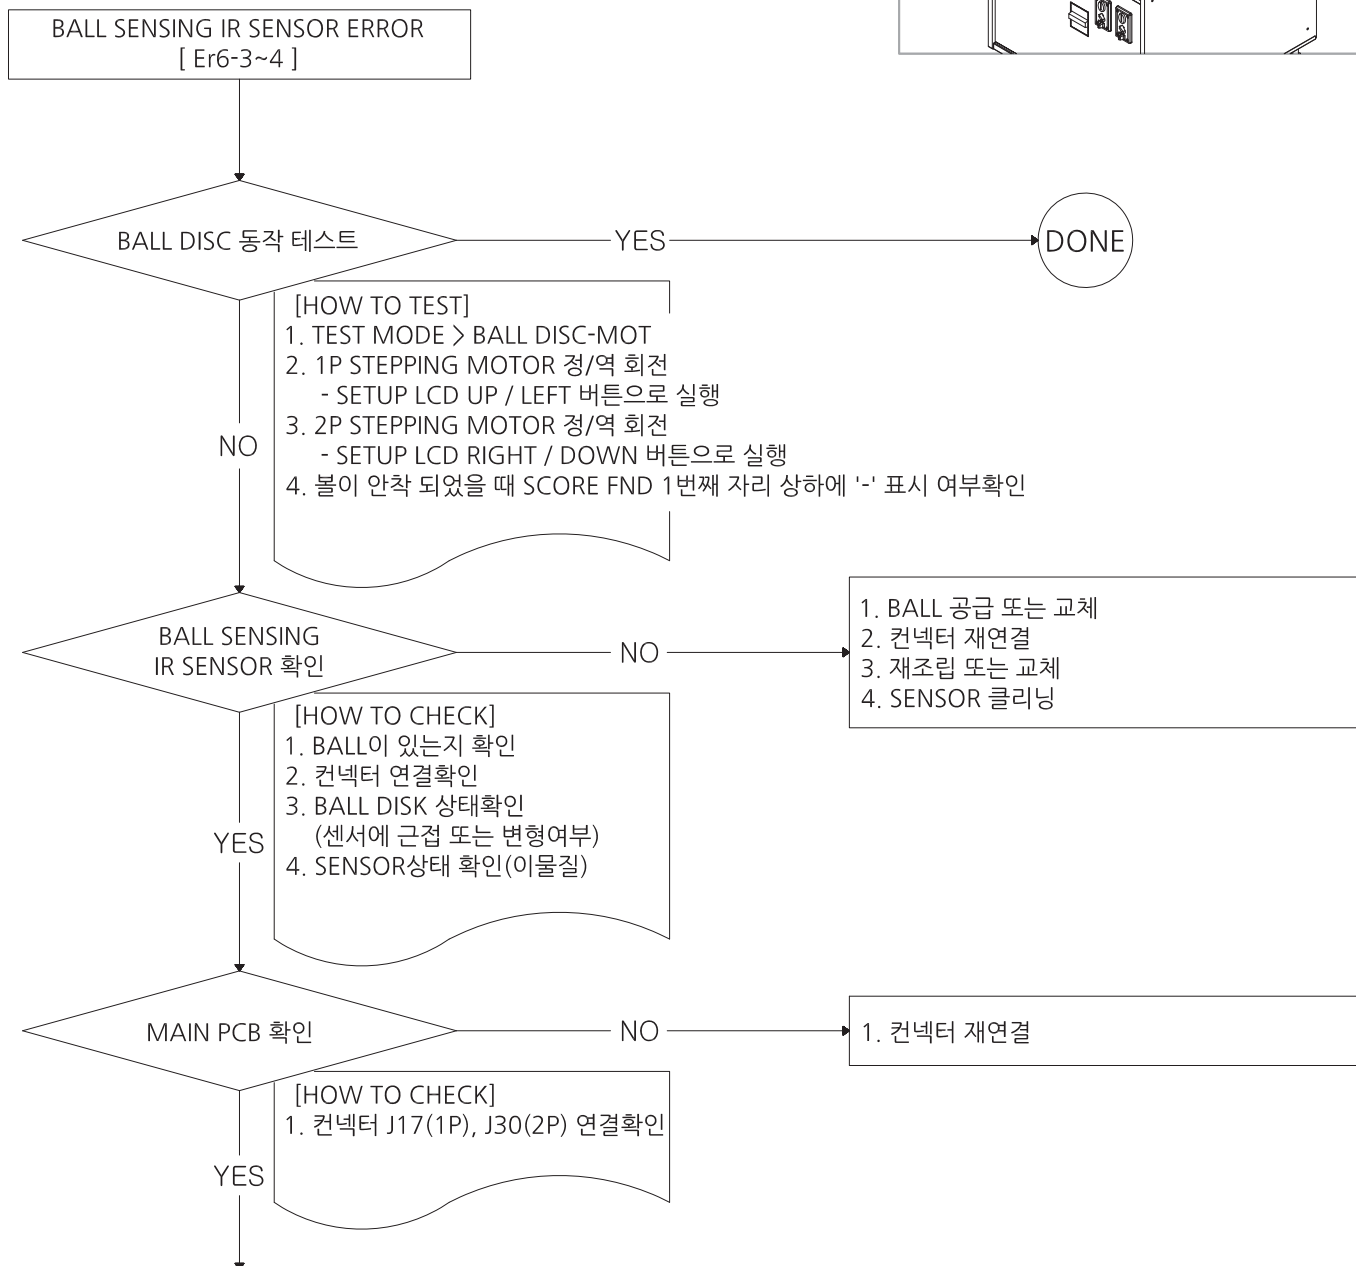 BALL SENSING IR SENSOR ERROR
[ Er6-3~4 ]
BALL DISC 동작 테스트
YES
DONE
[HOW TO TEST]
1. TEST MODE > BALL DISC-MOT
2. 1P STEPPING MOTOR 정/역 회전
- SETUP LCD UP / LEFT 버튼으로 실행
3. 2P STEPPING MOTOR 정/역 회전
- SETUP LCD RIGHT / DOWN 버튼으로 실행
4. 볼이 안착 되었을 때 SCORE FND 1번째 자리 상하에 '-' 표시 여부확인
NO
BALL SENSING
IR SENSOR 확인
NO
1. BALL 공급 또는 교체
2. 컨넥터 재연결
3. 재조립 또는 교체
4. SENSOR 클리닝
[HOW TO CHECK]
1. BALL이 있는지 확인
2. 컨넥터 연결확인
3. BALL DISK 상태확인
(센서에 근접 또는 변형여부)
4. SENSOR상태 확인(이물질)
YES
MAIN PCB 확인
NO
1. 컨넥터 재연결
[HOW TO CHECK]
1. 컨넥터 J17(1P), J30(2P) 연결확인
YES